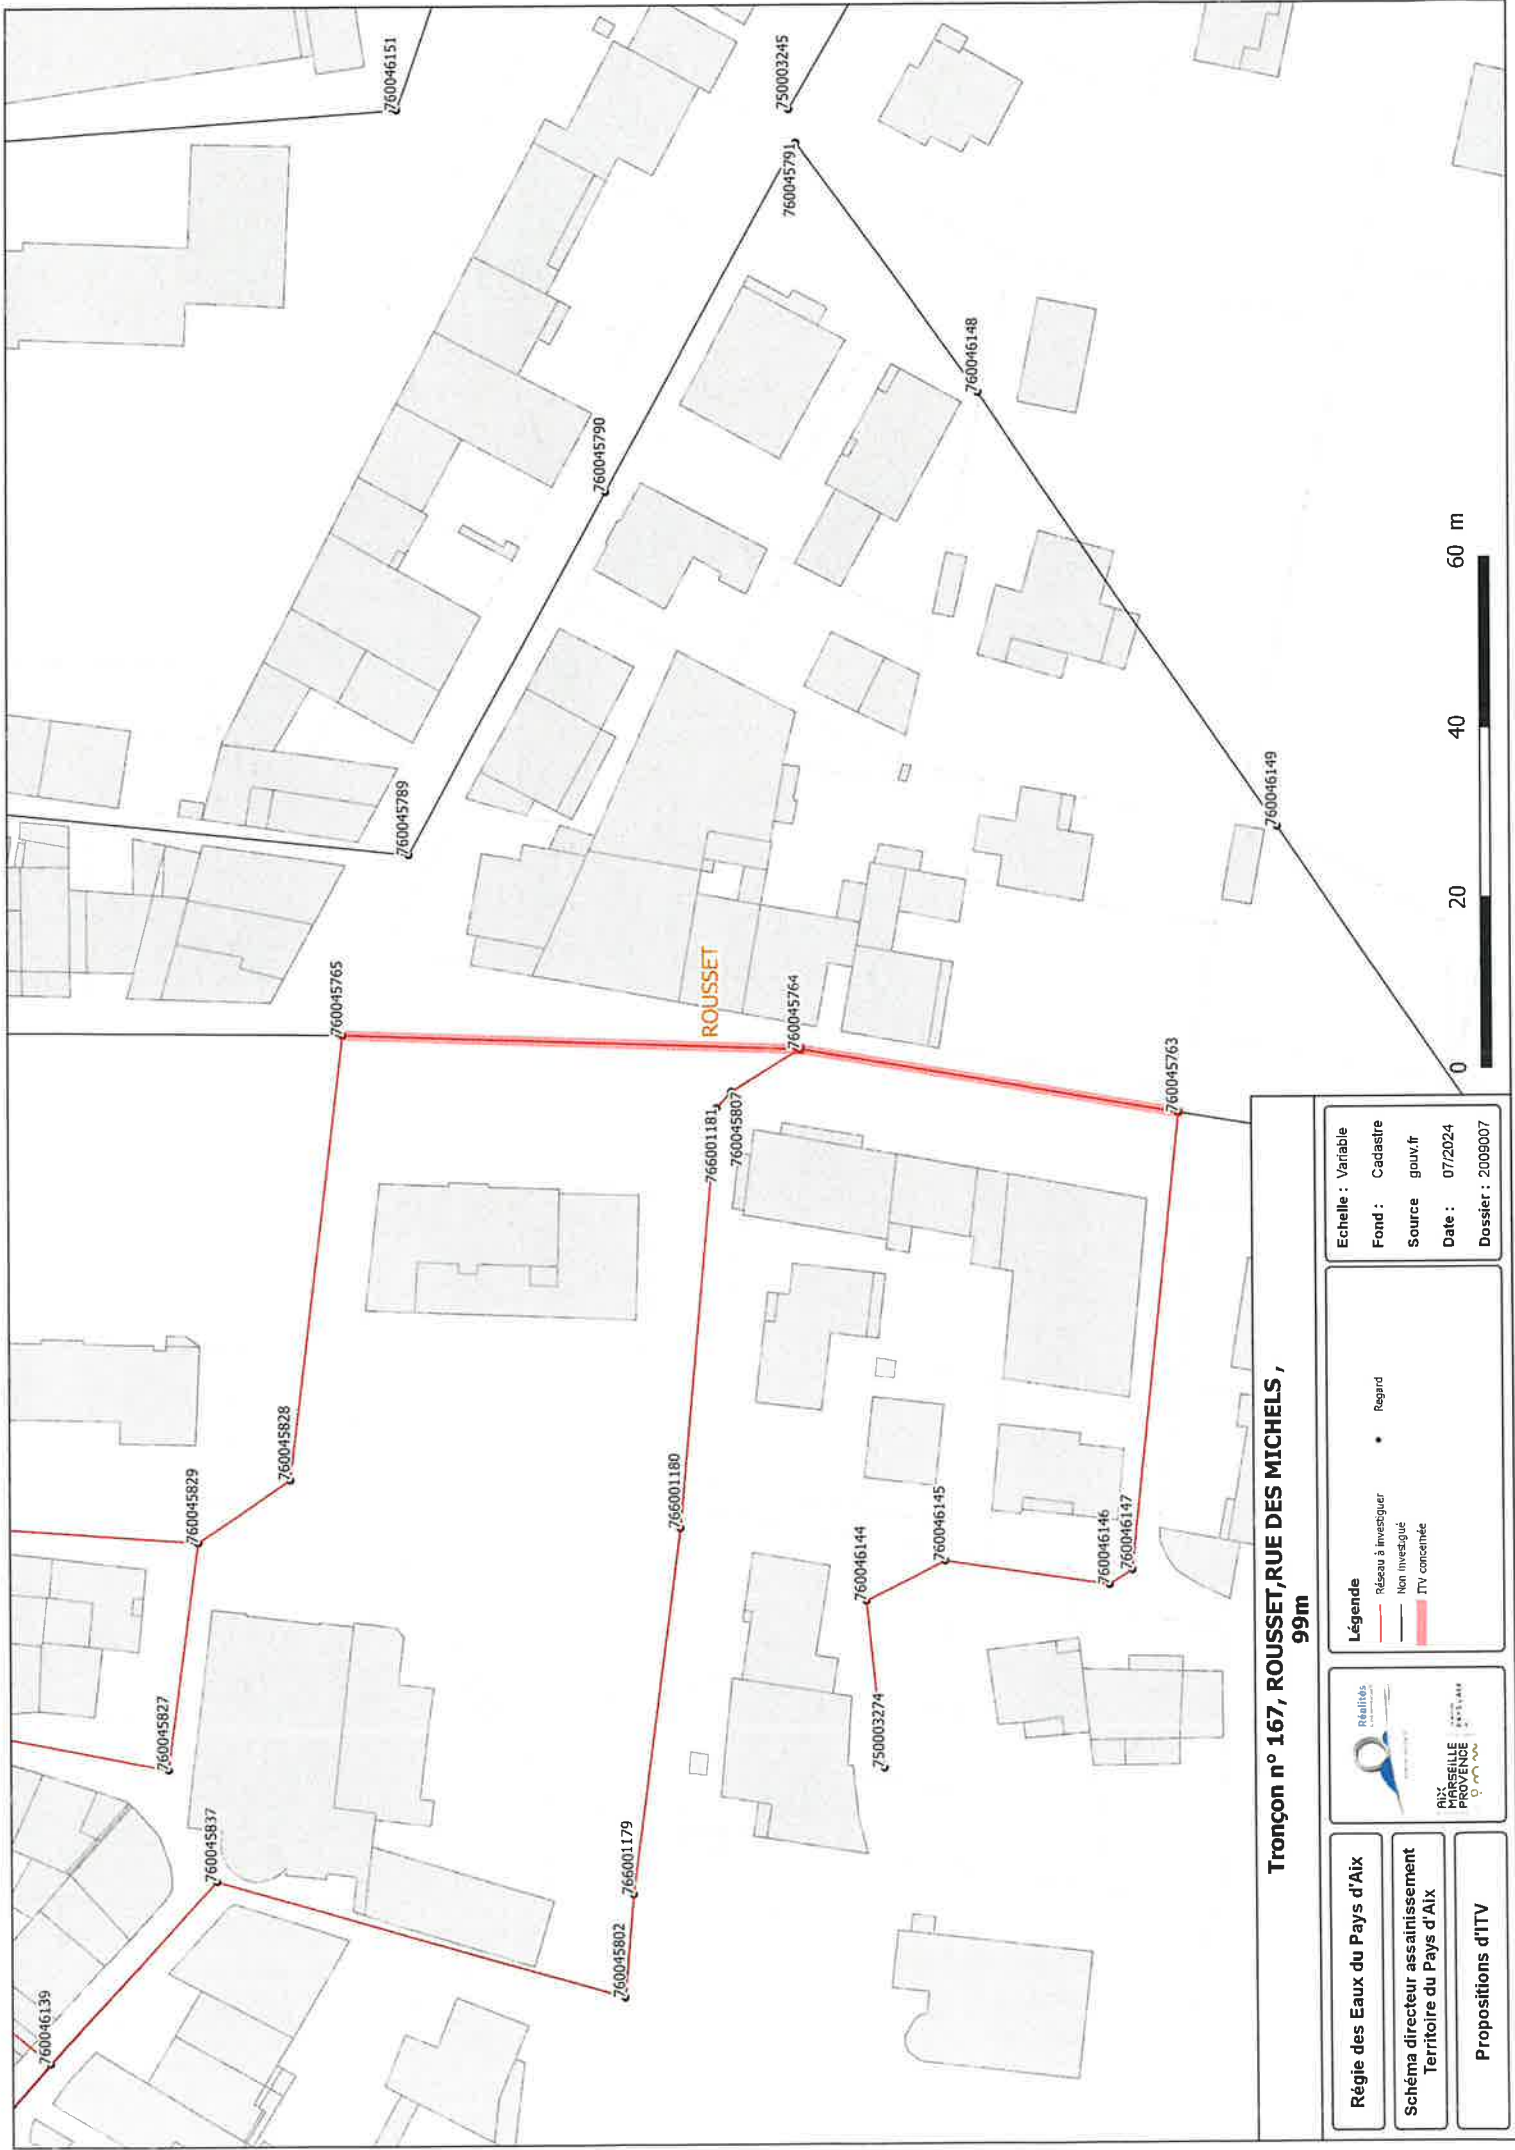 760046151
750003245
760045791
760046148
760045790
760046149
760045789
760045765
ROUSSET
760045764
760045763
766001181
760045807
760045828
760045829
766001180
760046145
760046144
760046146
760046147
750003274
760045827
760045837
766001179
760045802
760046139
0 20 40 60 m
Tronçon n° 167, ROUSSET,RUE DES MICHELS ,
99m
Régie des Eaux du Pays d'Aix
Schéma directeur assainissement
Territoire du Pays d'Aix
Propositions d'ITV
Réalités
AIX
MARSEILLE
PROVENCE
Légende
Réseau à investiguer
Non investigué
ITV concernée
Regard
Echelle : Variable
Fond : Cadastre
Source gouv.fr
Date : 07/2024
Dossier : 2009007